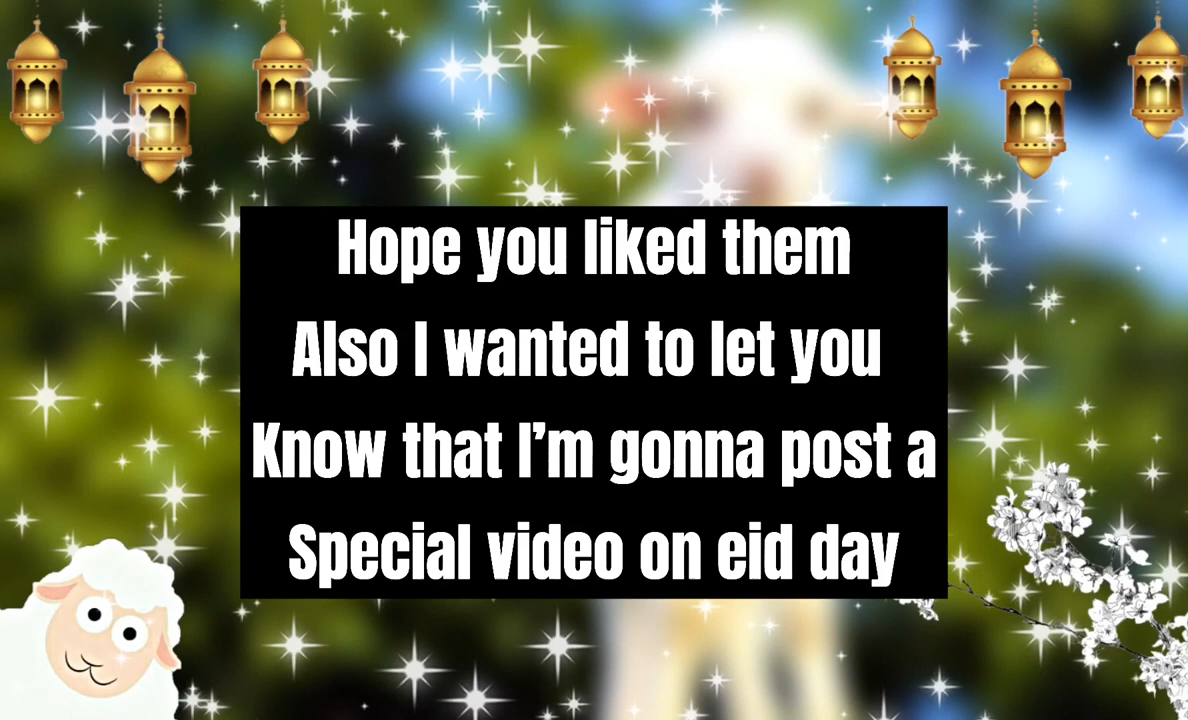 Hope you liked them
Also I wanted to let you
Know that I’m gonna post a
Special video on eid day